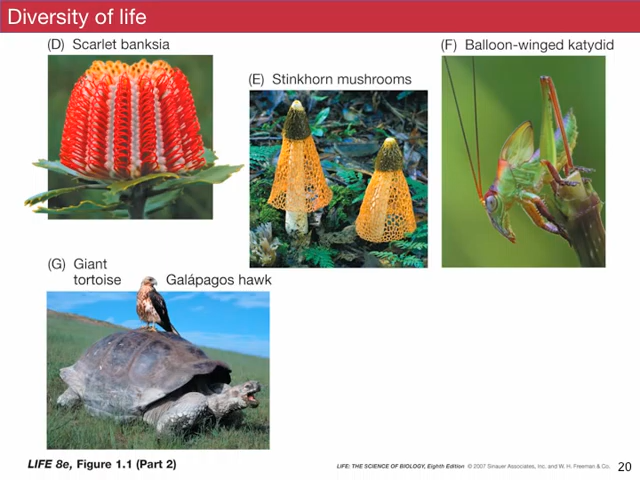 Diversity of life
(D) Scarlet banksia
(E) Stinkhorn mushrooms
(F) Balloon-winged katydid
(G) Giant
tortoise
Galápagos hawk
LIFE 8e, Figure 1.1 (Part 2)
LIFE: THE SCIENCE OF BIOLOGY, Eighth Edition © 2007 Sinauer Associates, Inc. and W. H. Freeman & Co.
20